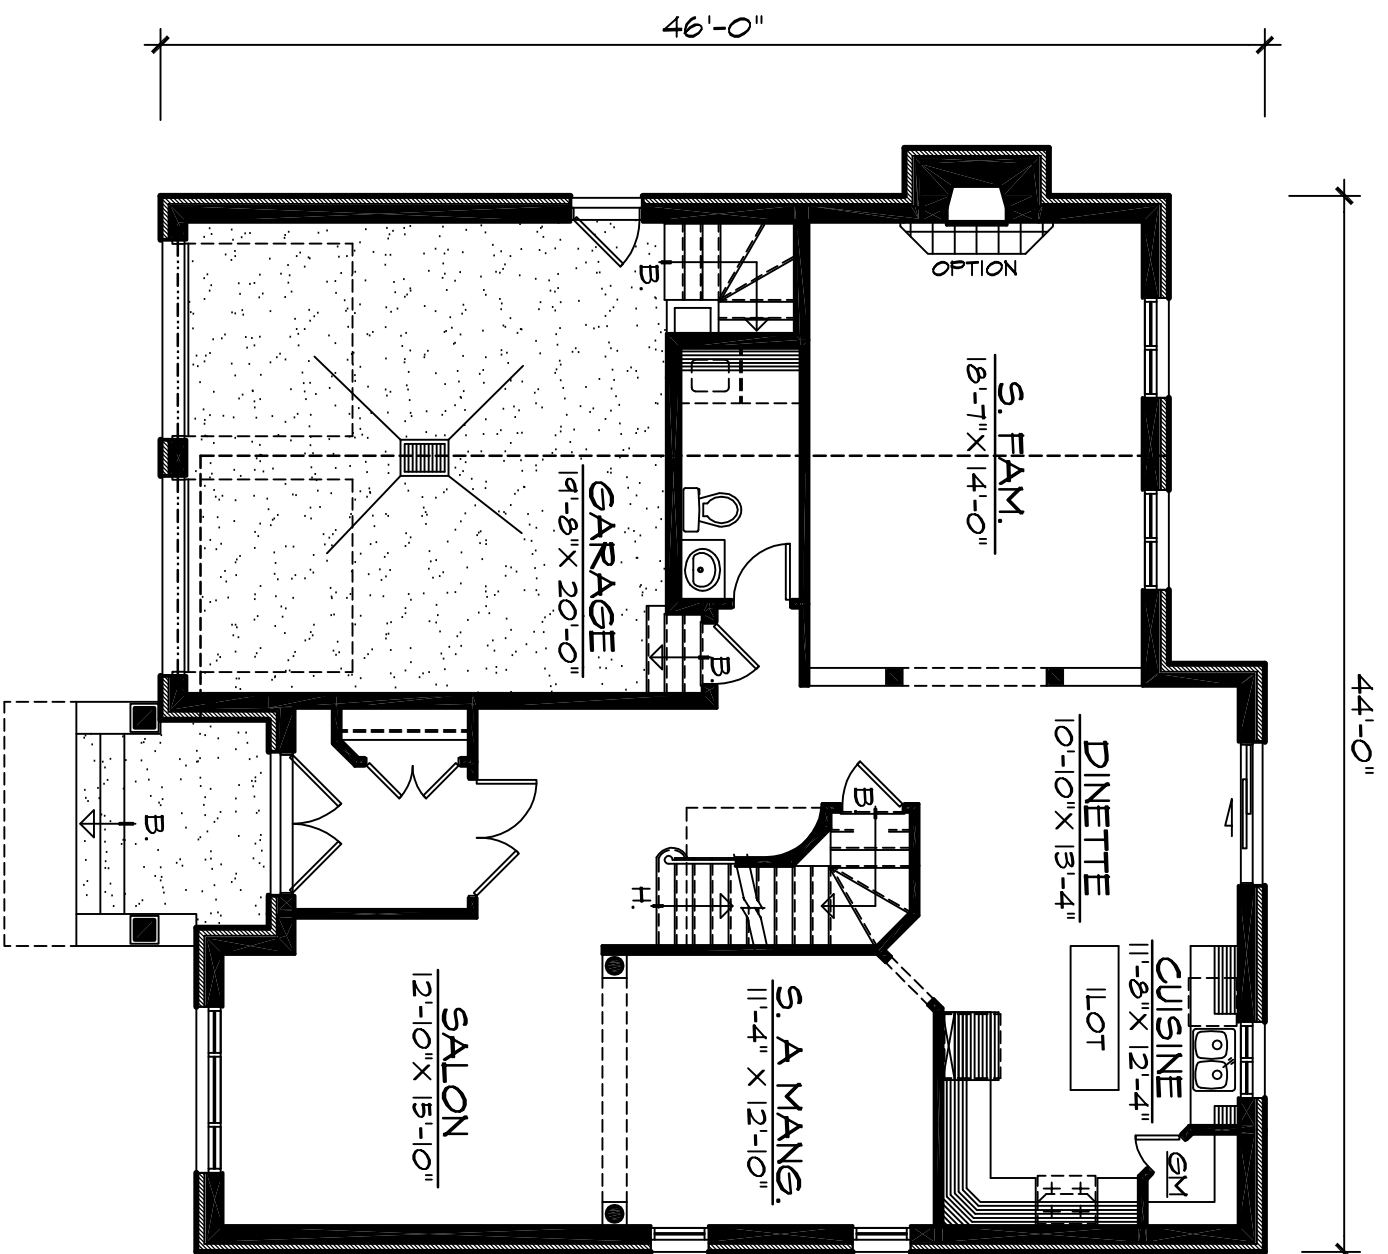 46'-0"
44'-0"
OPTION
B.
S. FAM.
18'-7" X 14'-0"
GARAGE
19'-8" X 20'-0"
B.
DINETTE
10'-10" X 13'-4"
B
B.
H.
CUISINE
11'-8" X 12'-4"
ILOT
SALON
12'-10" X 15'-10"
S. A MANG.
11'-4" X 12'-10"
GM